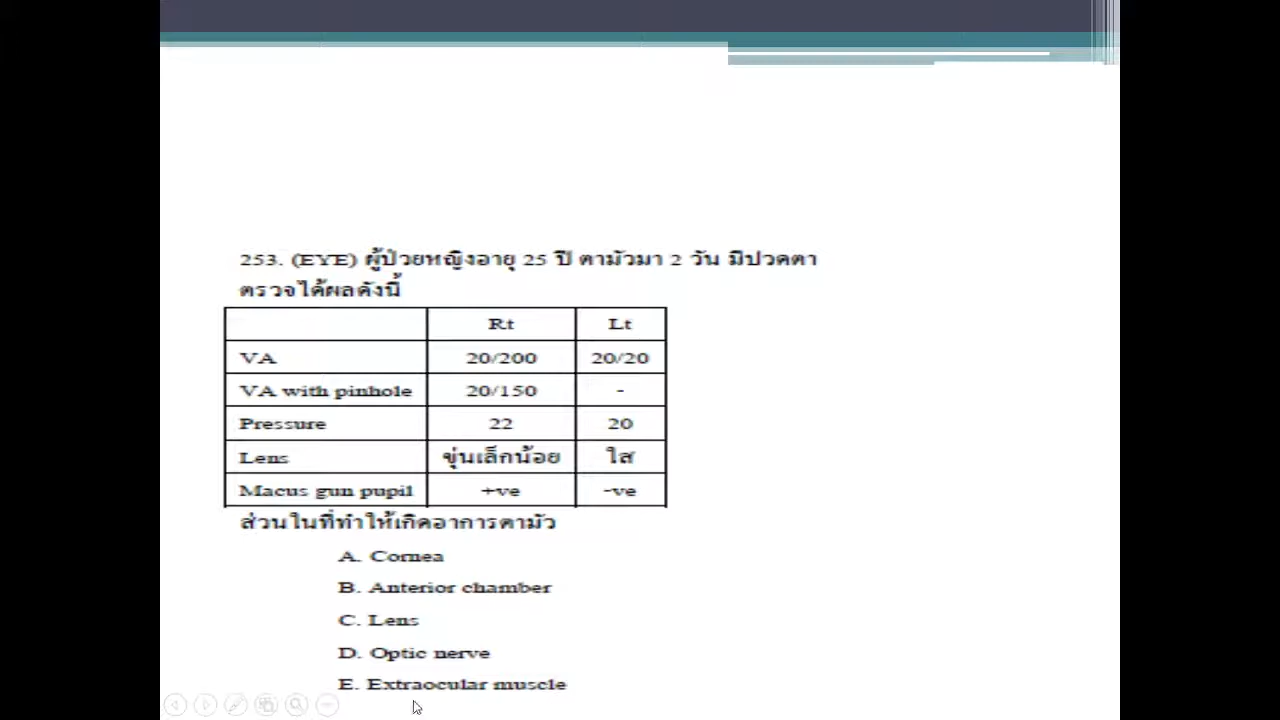 253. (EYE) ผู้ป่วยหญิงอายุ 25 ปี ตามัวมา 2 วัน มีปวดตา
ตรวจได้ผลดังนี้
Rt Lt
VA 20/200 20/20
VA with pinhole 20/150 -
Pressure 22 20
Lens ขุ่นเล็กน้อย ใส
Macus gun pupil +ve -ve
ส่วนในที่ทำให้เกิดอาการตามัว
A. Cornea
B. Anterior chamber
C. Lens
D. Optic nerve
E. Extraocular muscle